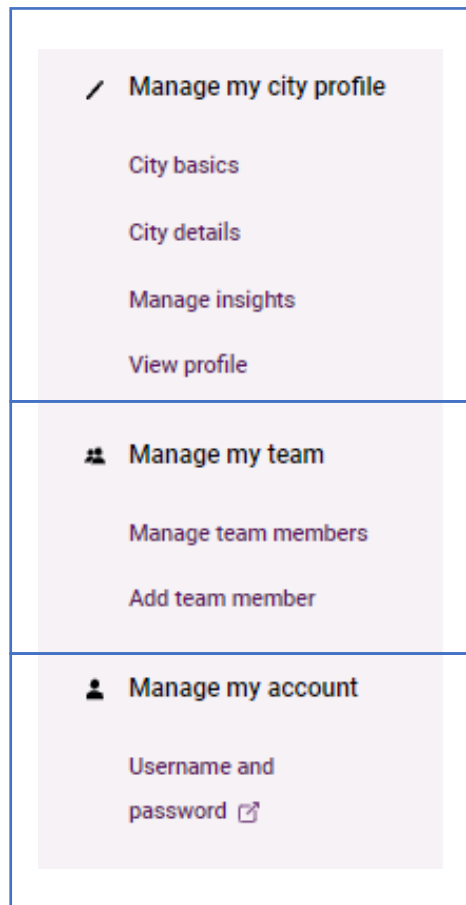 Manage my city profile
City basics
City details
Manage insights
View profile
Manage my team
Manage team members
Add team member
Manage my account
Username and
password